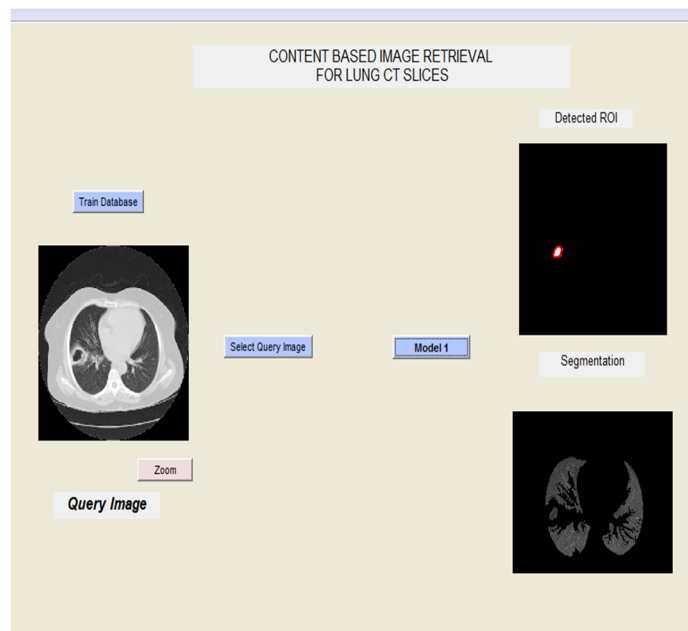 CONTENT BASED IMAGE RETRIEVAL
FOR LUNG CT SLICES
Detected ROI
Train Database
Select Query Image
Model 1
Segmentation
Zoom
Query Image